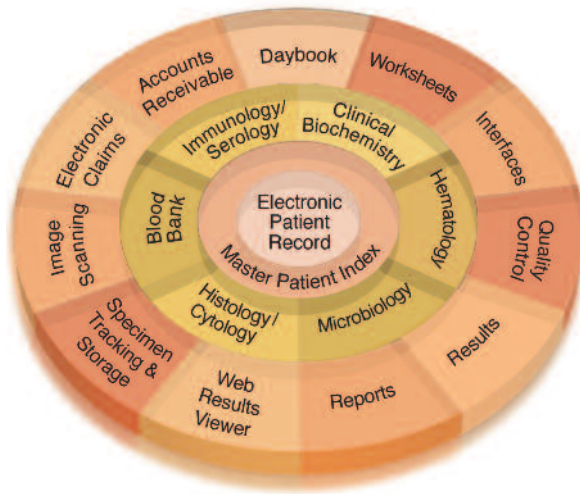 Daybook
Worksheets
Interfaces
Quality
Control
Results
Reports
Web
Results
Viewer
Specimen
Tracking &
Storage
Image
Scanning
Electronic
Claims
Accounts
Receivable
Immunology/
Serology
Clinical
Biochemistry
Hematology
Microbiology
Histology/
Cytology
Blood
Bank
Electronic
Patient
Record
Master Patient Index